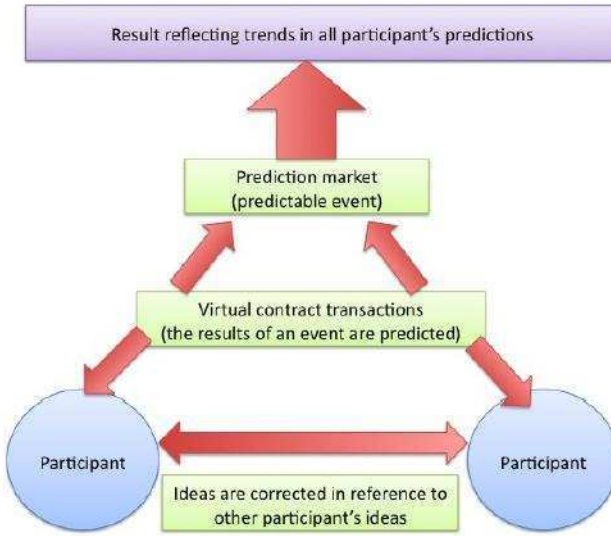 Result reflecting trends in all participant's predictions
Prediction market
(predictable event)
Virtual contract transactions
(the results of an event are predicted)
Participant
Participant
Ideas are corrected in reference to
other participant's ideas